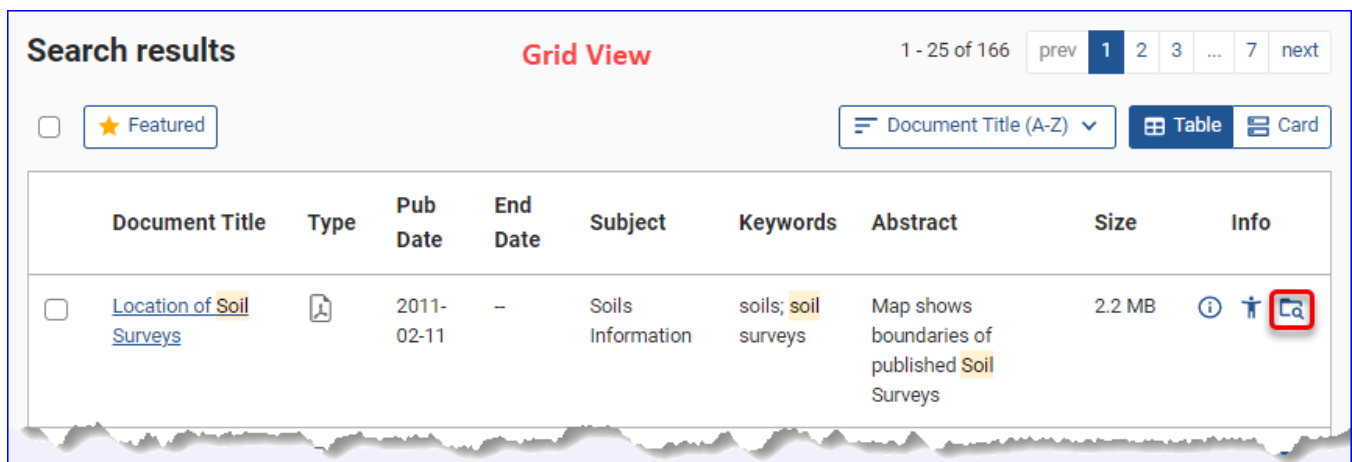 Search results
Grid View
1 - 25 of 166 prev 1 2 3 ... 7 next
Featured
Document Title (A-Z)
Table
Card
Document Title Type Pub Date End Date Subject Keywords Abstract Size Info
Location of Soil Surveys
2011-02-11
--
Soils Information
soils; soil surveys
Map shows boundaries of published Soil Surveys
2.2 MB